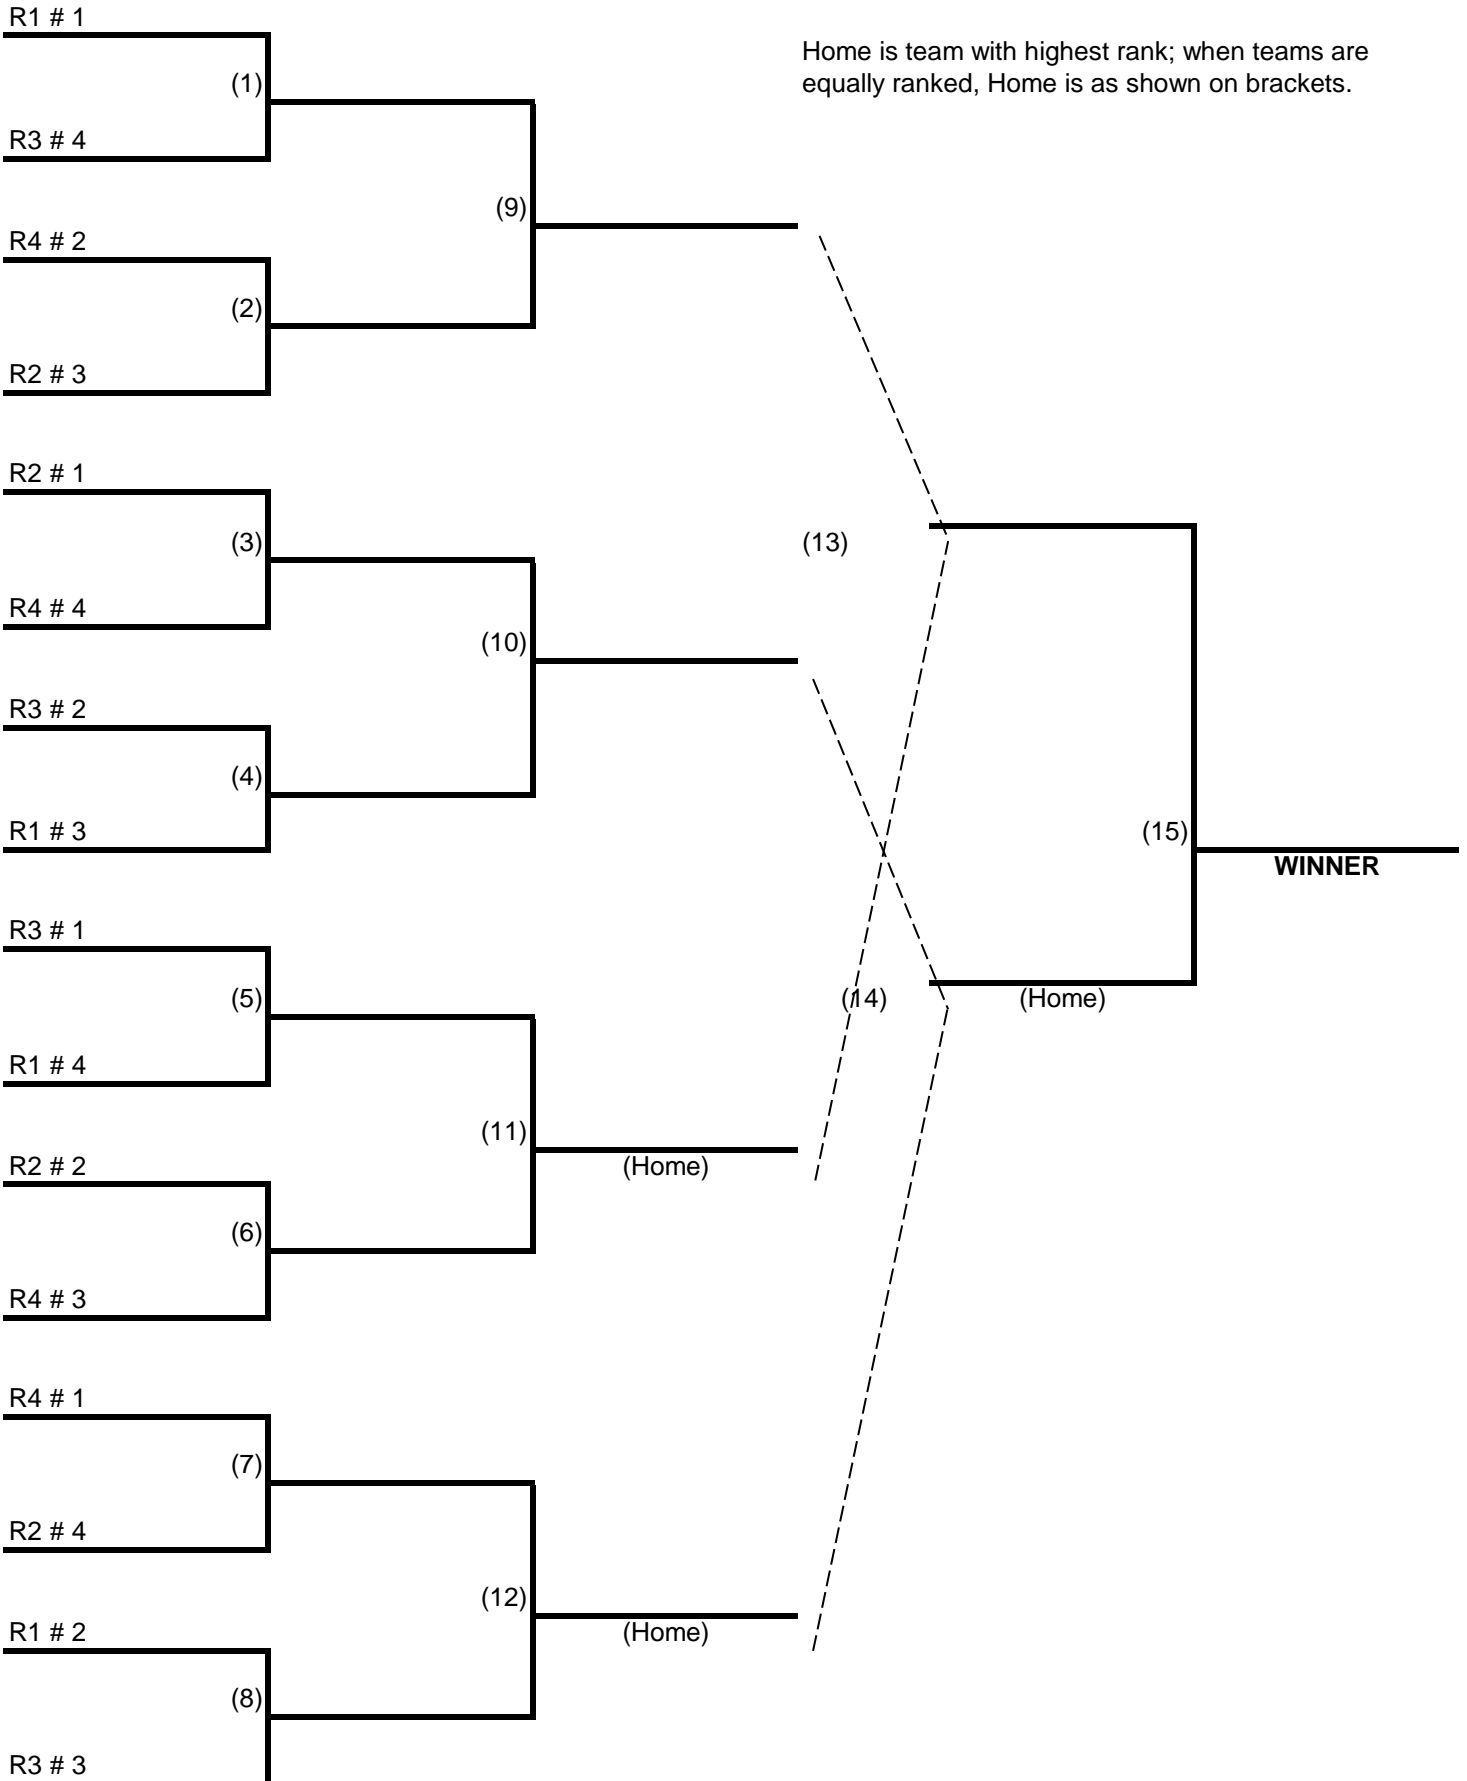 R1 # 1
Home is team with highest rank; when teams are
equally ranked, Home is as shown on brackets.
(1)
R3 # 4
(9)
R4 # 2
(2)
R2 # 3
R2 # 1
(3)
(13)
R4 # 4
(10)
R3 # 2
(4)
R1 # 3
(15)
WINNER
R3 # 1
(5)
(14)
(Home)
R1 # 4
(11)
R2 # 2
(Home)
(6)
R4 # 3
R4 # 1
(7)
R2 # 4
(12)
R1 # 2
(Home)
(8)
R3 # 3